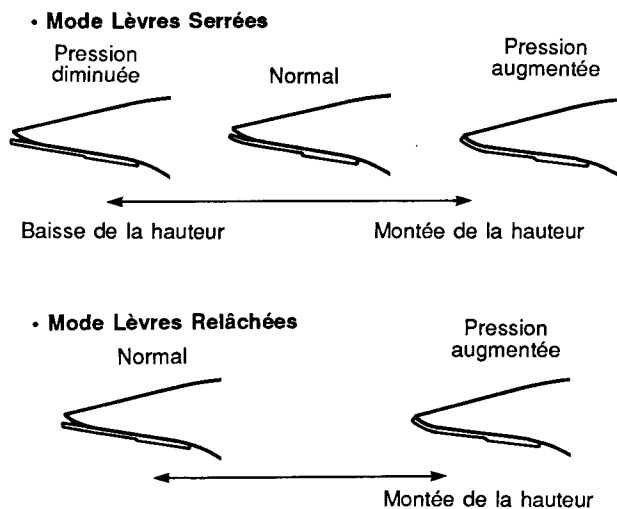 • Mode Lèvres Serrées
Pression
diminuée
Normal
Pression
augmentée
Baisse de la hauteur
Montée de la hauteur
• Mode Lèvres Relâchées
Normal
Pression
augmentée
Montée de la hauteur